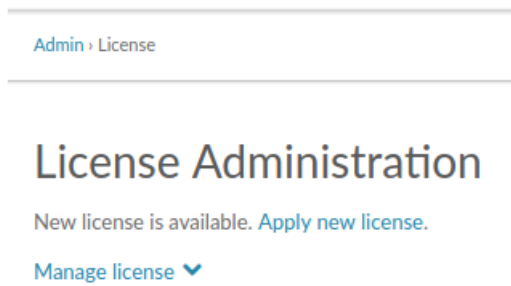 Admin › License
License Administration
New license is available. Apply new license.
Manage license